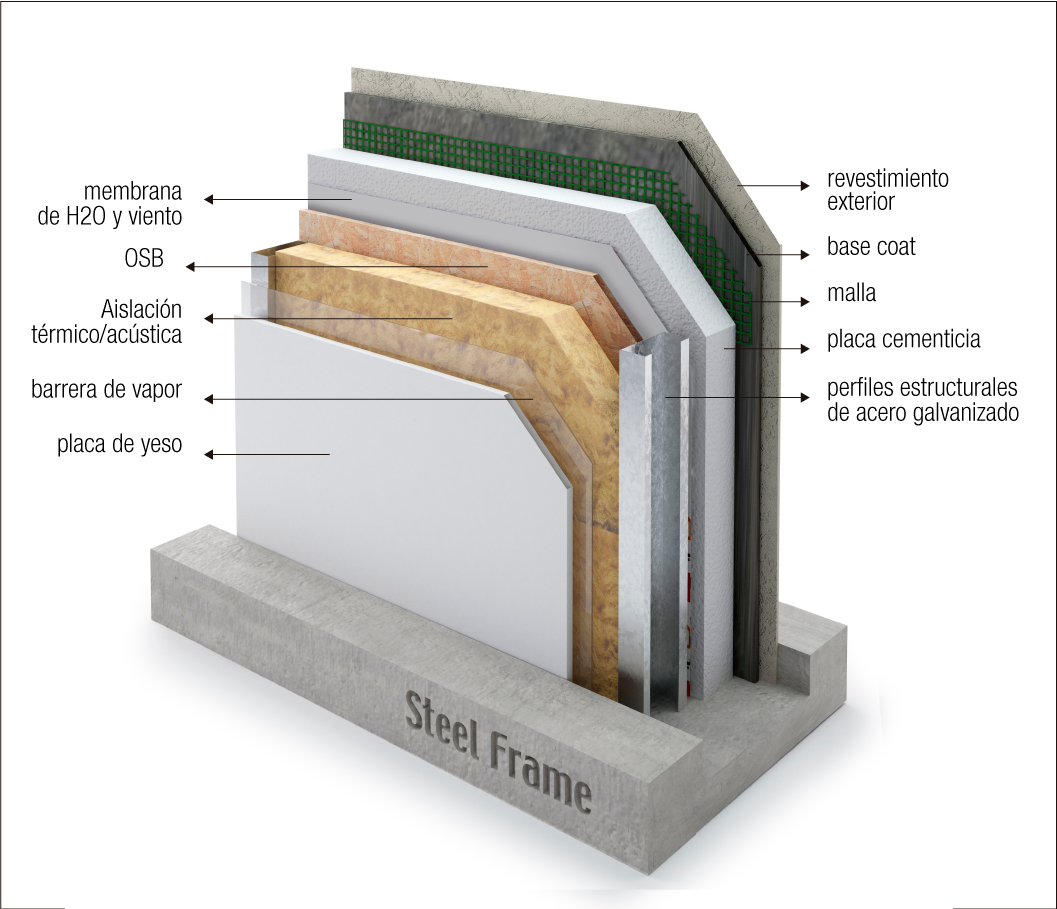 membrana
de H2O y viento
OSB
Aislación
térmico/acústica
barrera de vapor
placa de yeso
revestimiento
exterior
base coat
malla
placa cementicia
perfiles estructurales
de acero galvanizado
Steel Frame